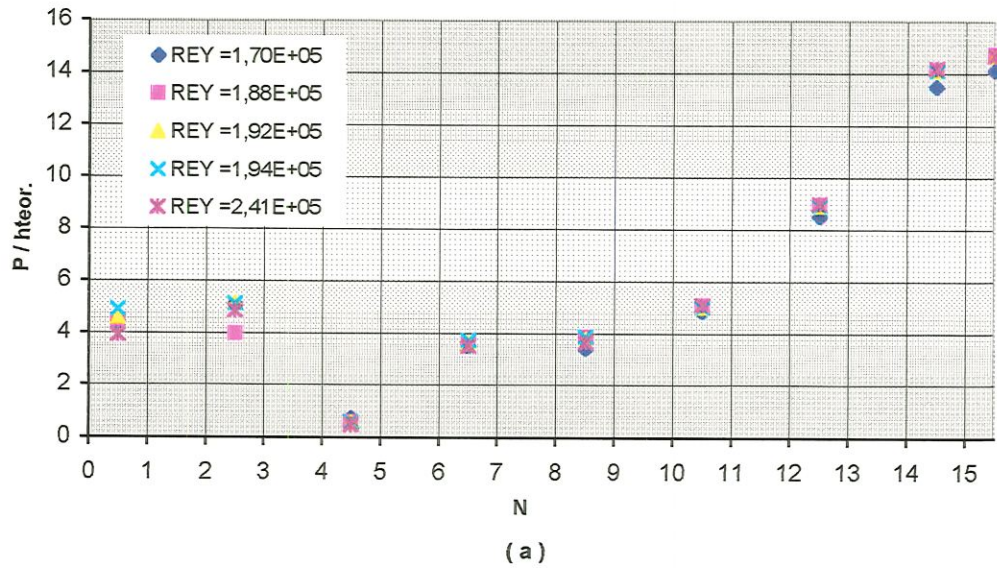 16
14
12
10
8
6
4
2
0
P / hteor.
REY =1,70E+05
REY =1,88E+05
REY =1,92E+05
REY =1,94E+05
REY =2,41E+05
0 1 2 3 4 5 6 7 8 9 10 11 12 13 14 15
N
( a )